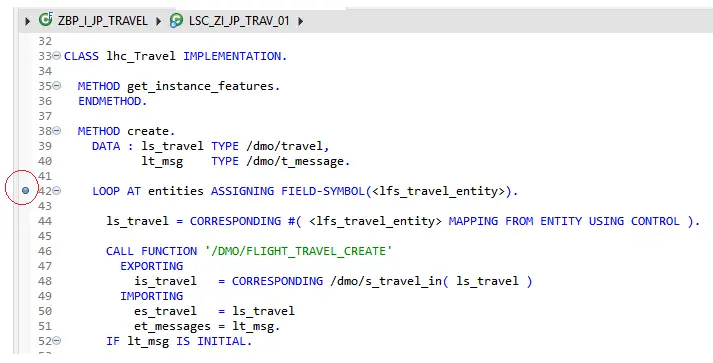 ZBP_I_JP_TRAVEL LSC_ZI_JP_TRAV_01
32
33 CLASS lhc_Travel IMPLEMENTATION.
34
35 METHOD get_instance_features.
36 ENDMETHOD.
37
38 METHOD create.
39 DATA : ls_travel TYPE /dmo/travel,
40 lt_msg TYPE /dmo/t_message.
41
42 LOOP AT entities ASSIGNING FIELD-SYMBOL(<lfs_travel_entity>).
43
44 ls_travel = CORRESPONDING #( <lfs_travel_entity> MAPPING FROM ENTITY USING CONTROL ).
45
46 CALL FUNCTION '/DMO/FLIGHT_TRAVEL_CREATE'
47 EXPORTING
48 is_travel = CORRESPONDING /dmo/s_travel_in( ls_travel )
49 IMPORTING
50 es_travel = ls_travel
51 et_messages = lt_msg.
52 IF lt_msg IS INITIAL.